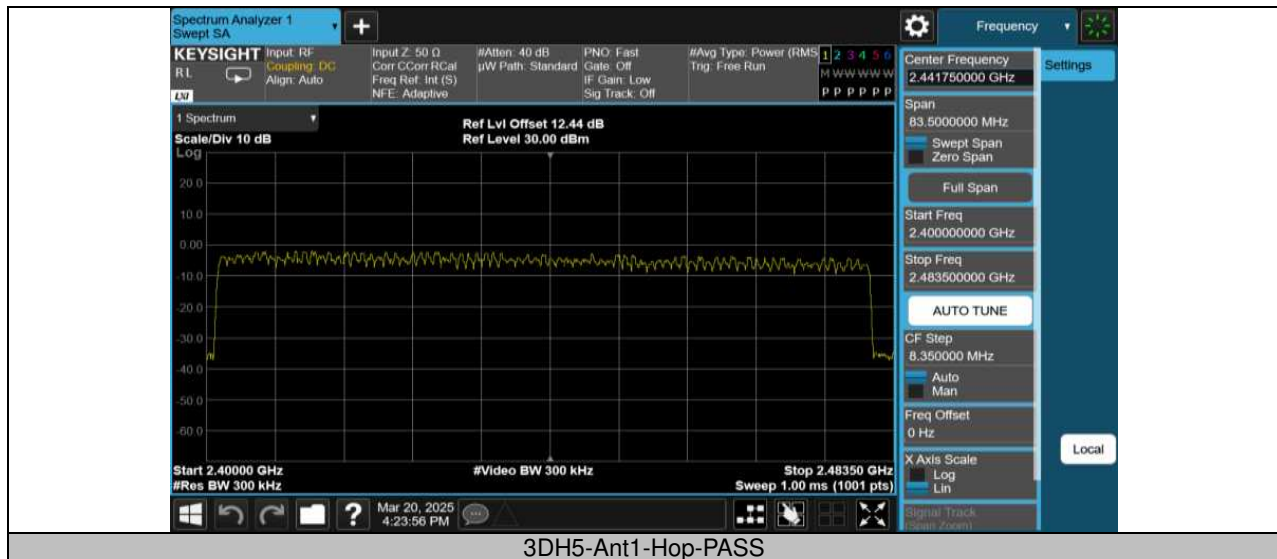 Spectrum Analyzer 1
Swept SA
Frequency
KEYSIGHT
RL
LXI
Input: RF
Coupling: DC
Align: Auto
Input Z: 50 Ω
Corr CCorr RCal
Freq Ref: Int (S)
NFE: Adaptive
#Atten: 40 dB
µW Path: Standard
PNO: Fast
Gate: Off
IF Gain: Low
Sig Track: Off
#Avg Type: Power (RMS
Trig: Free Run
1 2 3 4 5 6
M W W W W W
P P P P P P
Center Frequency
2.441750000 GHz
Settings
Span
83.5000000 MHz
Swept Span
Zero Span
Full Span
Start Freq
2.400000000 GHz
Stop Freq
2.483500000 GHz
AUTO TUNE
CF Step
8.350000 MHz
Auto
Man
Freq Offset
0 Hz
X Axis Scale
Log
Lin
Signal Track
(Span Zoom)
Local
1 Spectrum
Scale/Div 10 dB
Ref Lvl Offset 12.44 dB
Ref Level 30.00 dBm
Log
20.0
10.0
0.00
-10.0
-20.0
-30.0
-40.0
-50.0
-60.0
Start 2.40000 GHz
#Video BW 300 kHz
Stop 2.48350 GHz
#Res BW 300 kHz
Sweep 1.00 ms (1001 pts)
?
Mar 20, 2025
4:23:56 PM
3DH5-Ant1-Hop-PASS